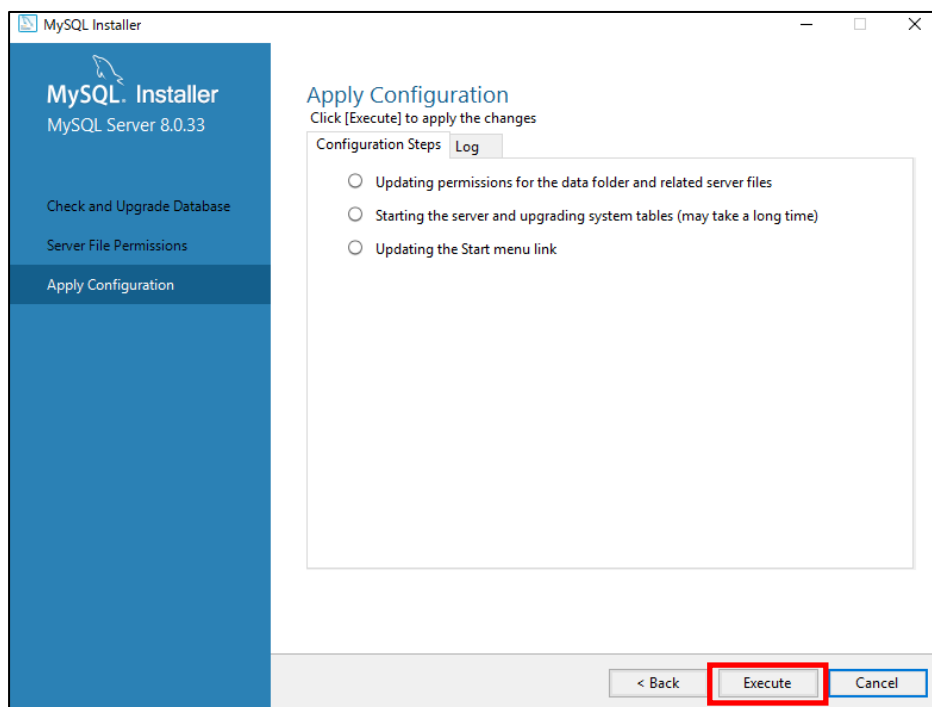 MySQL Installer
MySQL. Installer
MySQL Server 8.0.33
Check and Upgrade Database
Server File Permissions
Apply Configuration
Apply Configuration
Click [Execute] to apply the changes
Configuration Steps Log
Updating permissions for the data folder and related server files
Starting the server and upgrading system tables (may take a long time)
Updating the Start menu link
< Back Execute Cancel